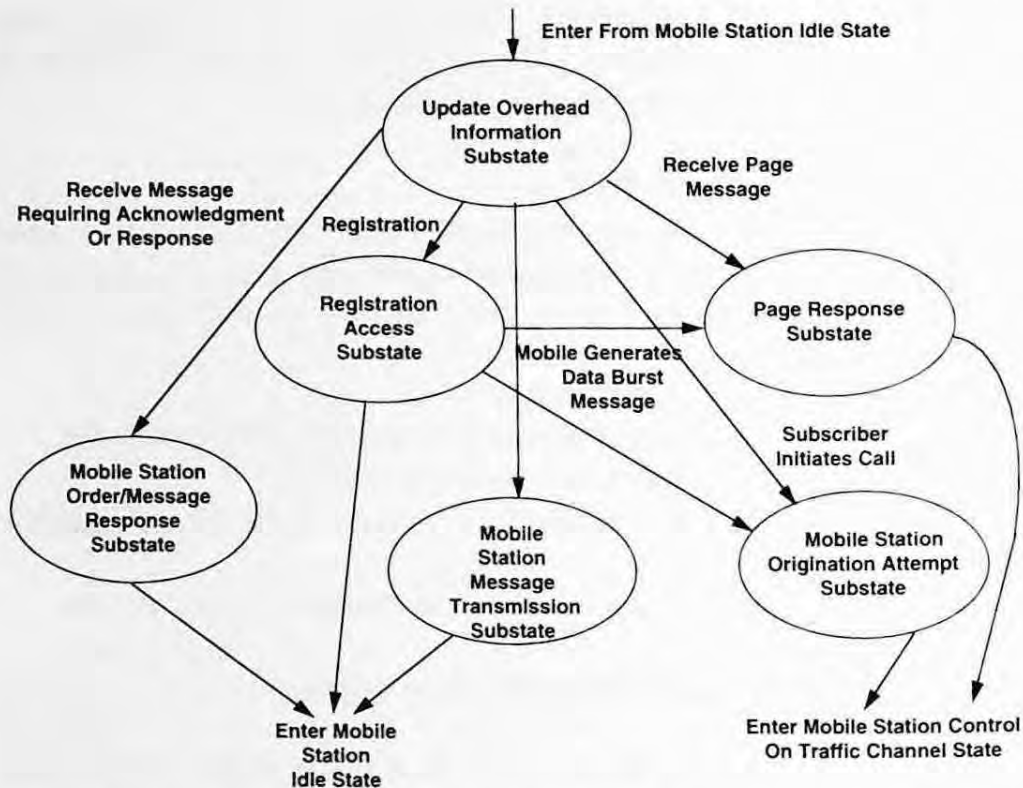 Enter From Mobile Station Idle State
Update Overhead
Information
Substate
Receive Page
Message
Receive Message
Requiring Acknowledgment
Or Response
Registration
Registration
Access
Substate
Page Response
Substate
Mobile Generates
Data Burst
Message
Subscriber
Initiates Call
Mobile Station
Order/Message
Response
Substate
Mobile
Station
Message
Transmission
Substate
Mobile Station
Origination Attempt
Substate
Enter Mobile
Station
Idle State
Enter Mobile Station Control
On Traffic Channel State